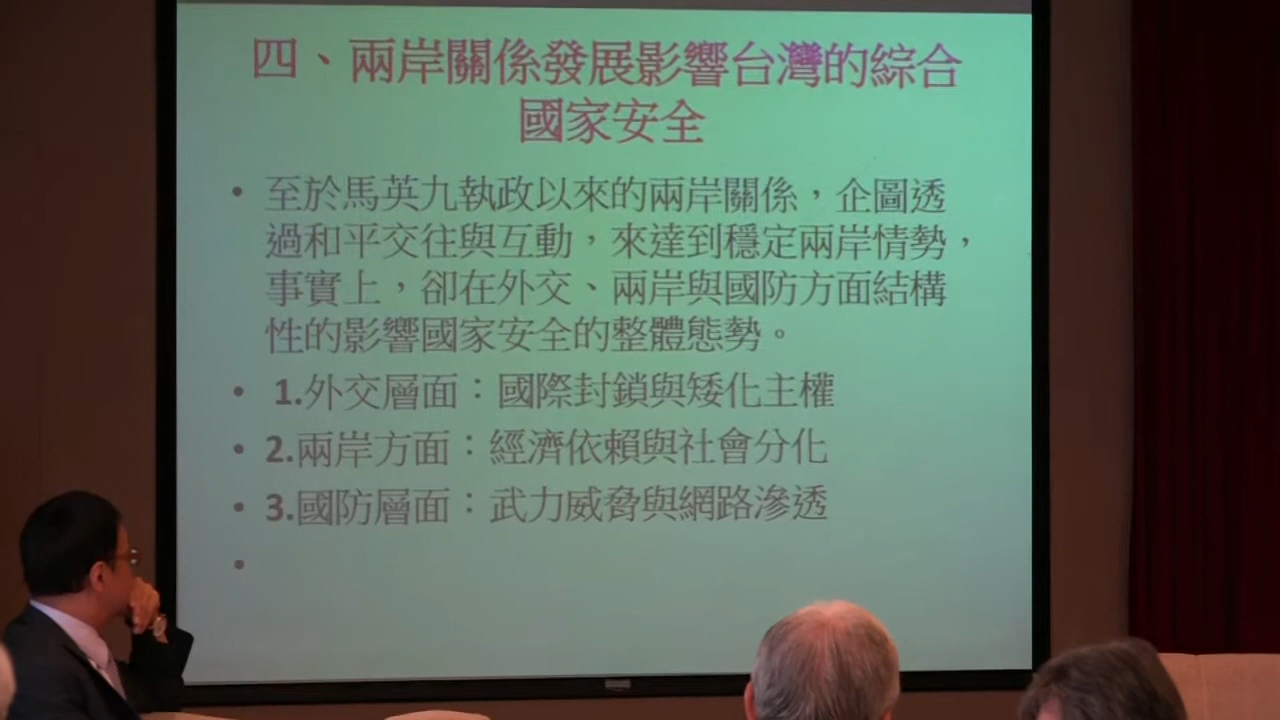 四、兩岸關係發展影響台灣的綜合
國家安全
• 至於馬英九執政以來的兩岸關係，企圖透
過和平交往與互動，來達到穩定兩岸情勢，
事實上，卻在外交、兩岸與國防方面結構
性的影響國家安全的整體態勢。
• 1.外交層面：國際封鎖與矮化主權
• 2.兩岸方面：經濟依賴與社會分化
• 3.國防層面：武力威脅與網路滲透
•